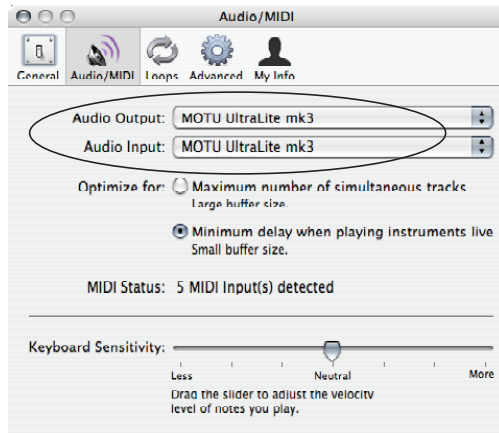 Audio/MIDI
General Audio/MIDI Loops Advanced My Info
Audio Output: MOTU UltraLite mk3
Audio Input: MOTU UltraLite mk3
Optimize for: Maximum number of simultaneous tracks
Large buffer size.
Minimum delay when playing instruments live
Small buffer size.
MIDI Status: 5 MIDI Input(s) detected
Keyboard Sensitivity:
Less Neutral More
Drag the slider to adjust the velocity
level of notes you play.